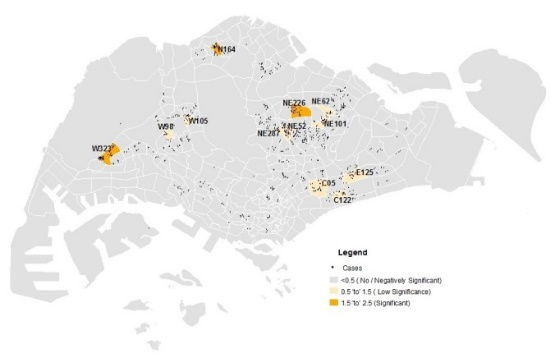 N164
NE226
NE62
W105
NE52
NE101
W98
NE287
W323
E125
C05
C122
Legend
Cases
<0.5 ( No / Negatively Significant)
0.5 'to' 1.5 ( Low Significance)
1.5 'to' 2.5 (Significant)